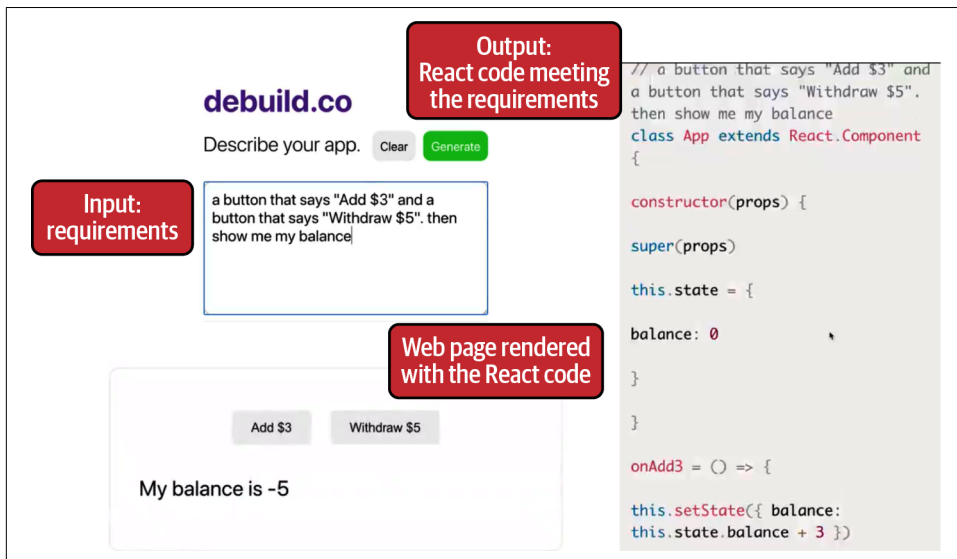 Output:
React code meeting
the requirements
debuild.co
Describe your app.
Clear
Generate
Input:
requirements
a button that says "Add $3" and a
button that says "Withdraw $5". then
show me my balance
Web page rendered
with the React code
Add $3
Withdraw $5
My balance is -5
// a button that says "Add $3" and
a button that says "Withdraw $5".
then show me my balance
class App extends React.Component
{
constructor(props) {
super(props)
this.state = {
balance: 0
}
}
onAdd3 = () => {
this.setState({ balance:
this.state.balance + 3 })